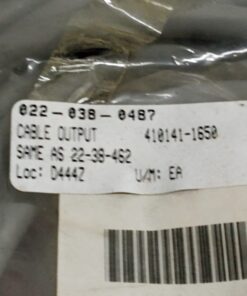 022-038-0487
CABLE OUTPUT 410141-1650
SAME AS 22-38-462
Loc: D444Z U/M: EA